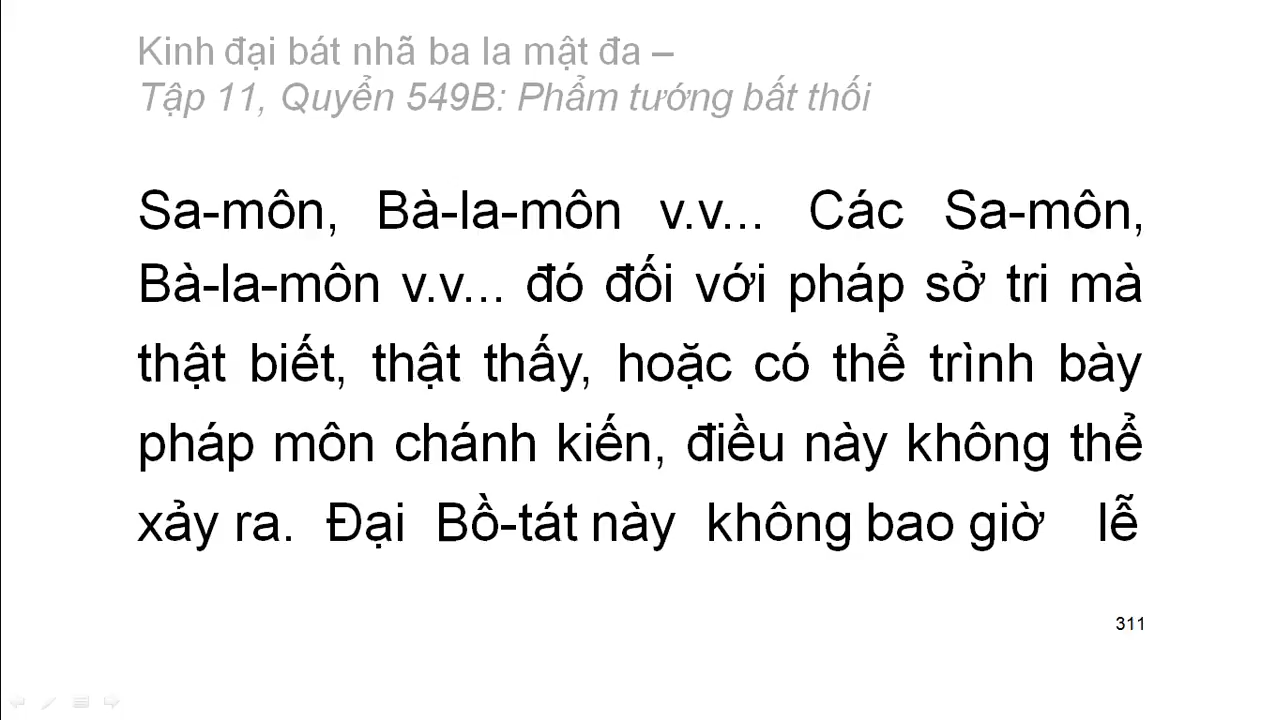 Kinh đại bát nhã ba la mật đa –
Tập 11, Quyển 549B: Phẩm tướng bất thối
Sa-môn, Bà-la-môn v.v... Các Sa-môn,
Bà-la-môn v.v... đó đối với pháp sở tri mà
thật biết, thật thấy, hoặc có thể trình bày
pháp môn chánh kiến, điều này không thể
xảy ra. Đại Bồ-tát này không bao giờ lễ
311